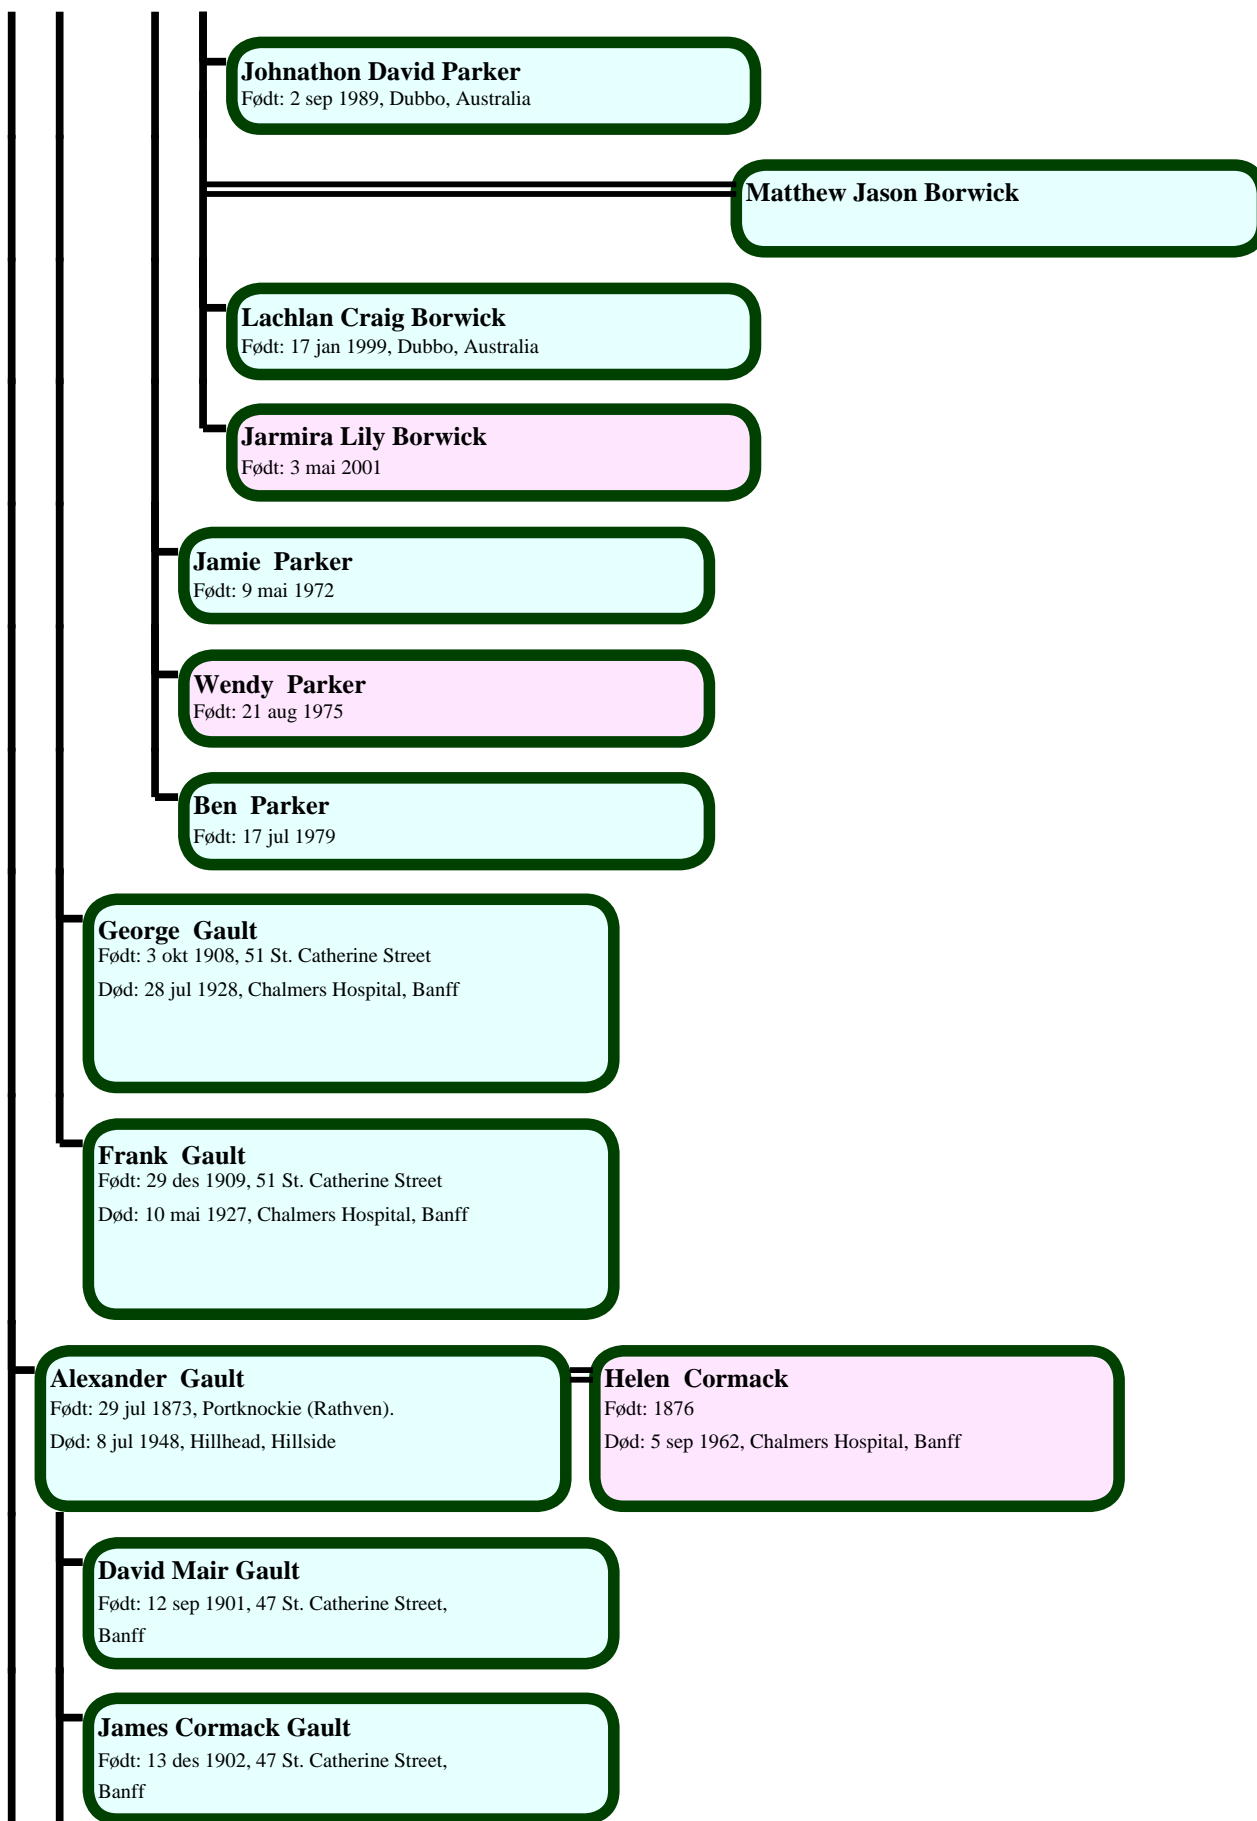 Johnathon David Parker
Født: 2 sep 1989, Dubbo, Australia
Matthew Jason Borwick
Lachlan Craig Borwick
Født: 17 jan 1999, Dubbo, Australia
Jarmira Lily Borwick
Født: 3 mai 2001
Jamie Parker
Født: 9 mai 1972
Wendy Parker
Født: 21 aug 1975
Ben Parker
Født: 17 jul 1979
George Gault
Født: 3 okt 1908, 51 St. Catherine Street
Død: 28 jul 1928, Chalmers Hospital, Banff
Frank Gault
Født: 29 des 1909, 51 St. Catherine Street
Død: 10 mai 1927, Chalmers Hospital, Banff
Alexander Gault
Født: 29 jul 1873, Portknockie (Rathven).
Død: 8 jul 1948, Hillhead, Hillside
Helen Cormack
Født: 1876
Død: 5 sep 1962, Chalmers Hospital, Banff
David Mair Gault
Født: 12 sep 1901, 47 St. Catherine Street,
Banff
James Cormack Gault
Født: 13 des 1902, 47 St. Catherine Street,
Banff